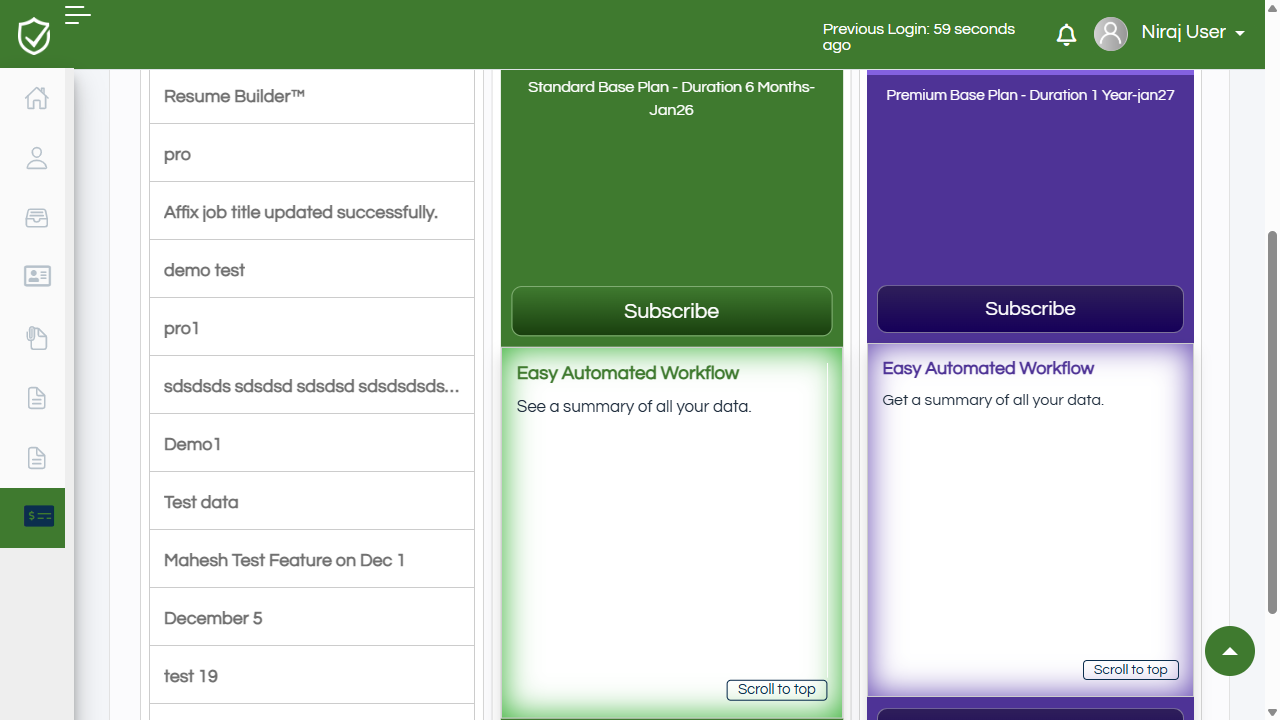 Previous Login: 59 seconds
ago
Niraj User
Resume Builder™
pro
Affix job title updated successfully.
demo test
pro1
sdsdsds sdsdsd sdsdsd sdsdsdsds...
Demo1
Test data
Mahesh Test Feature on Dec 1
December 5
test 19
Standard Base Plan - Duration 6 Months-
Jan26
Subscribe
Easy Automated Workflow
See a summary of all your data.
Scroll to top
Premium Base Plan - Duration 1 Year-jan27
Subscribe
Easy Automated Workflow
Get a summary of all your data.
Scroll to top